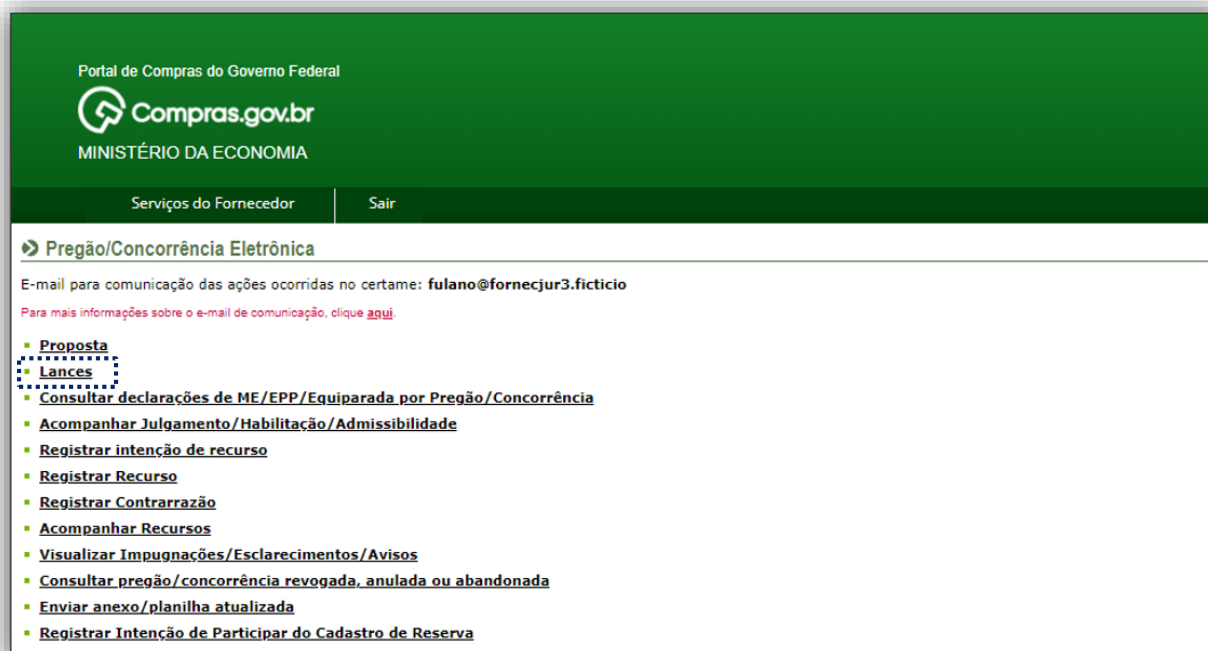 Portal de Compras do Governo Federal
Compras.gov.br
MINISTÉRIO DA ECONOMIA
Serviços do Fornecedor Sair
Pregão/Concorrência Eletrônica
E-mail para comunicação das ações ocorridas no certame: fulano@fornecjur3.ficticio
Para mais informações sobre o e-mail de comunicação, clique aqui.
Proposta
Lances
Consultar declarações de ME/EPP/Equiparada por Pregão/Concorrência
Acompanhar Julgamento/Habilitação/Admissibilidade
Registrar intenção de recurso
Registrar Recurso
Registrar Contrarrazão
Acompanhar Recursos
Visualizar Impugnações/Esclarecimentos/Avisos
Consultar pregão/concorrência revogada, anulada ou abandonada
Enviar anexo/planilha atualizada
Registrar Intenção de Participar do Cadastro de Reserva